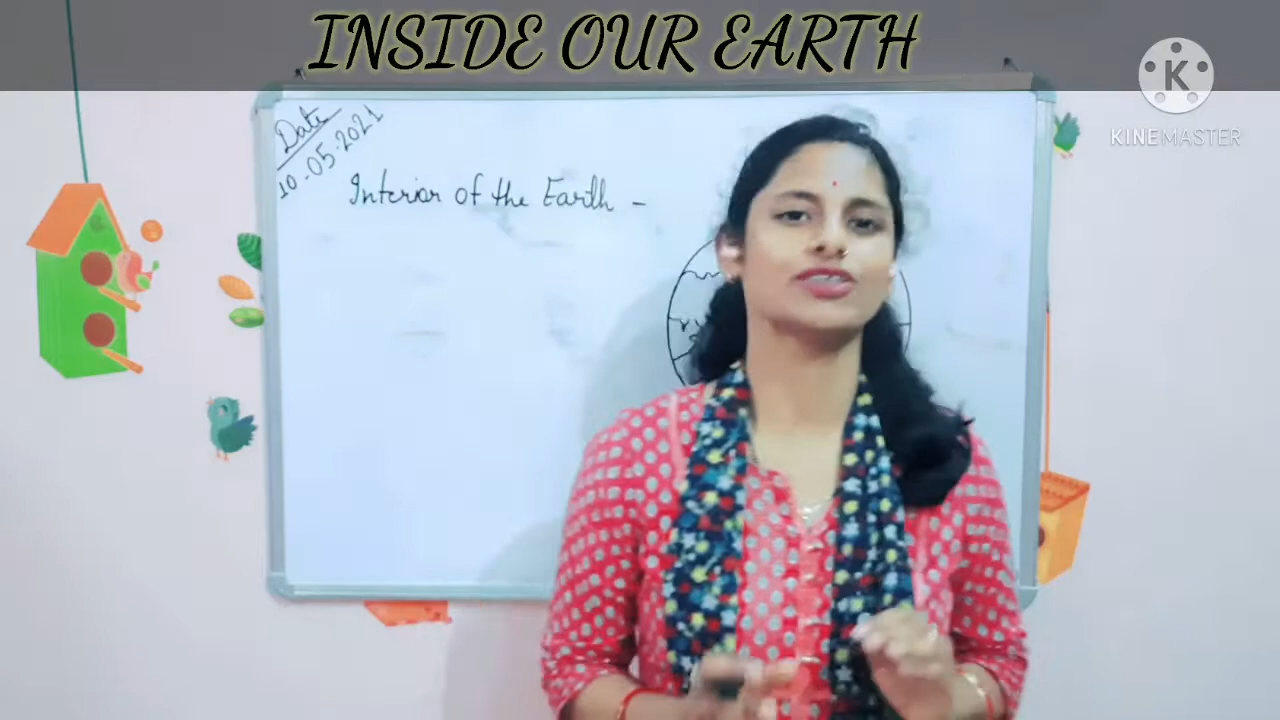 INSIDE OUR EARTH
K
KINEMASTER
Date
10-05-2021
Interior of the Earth -